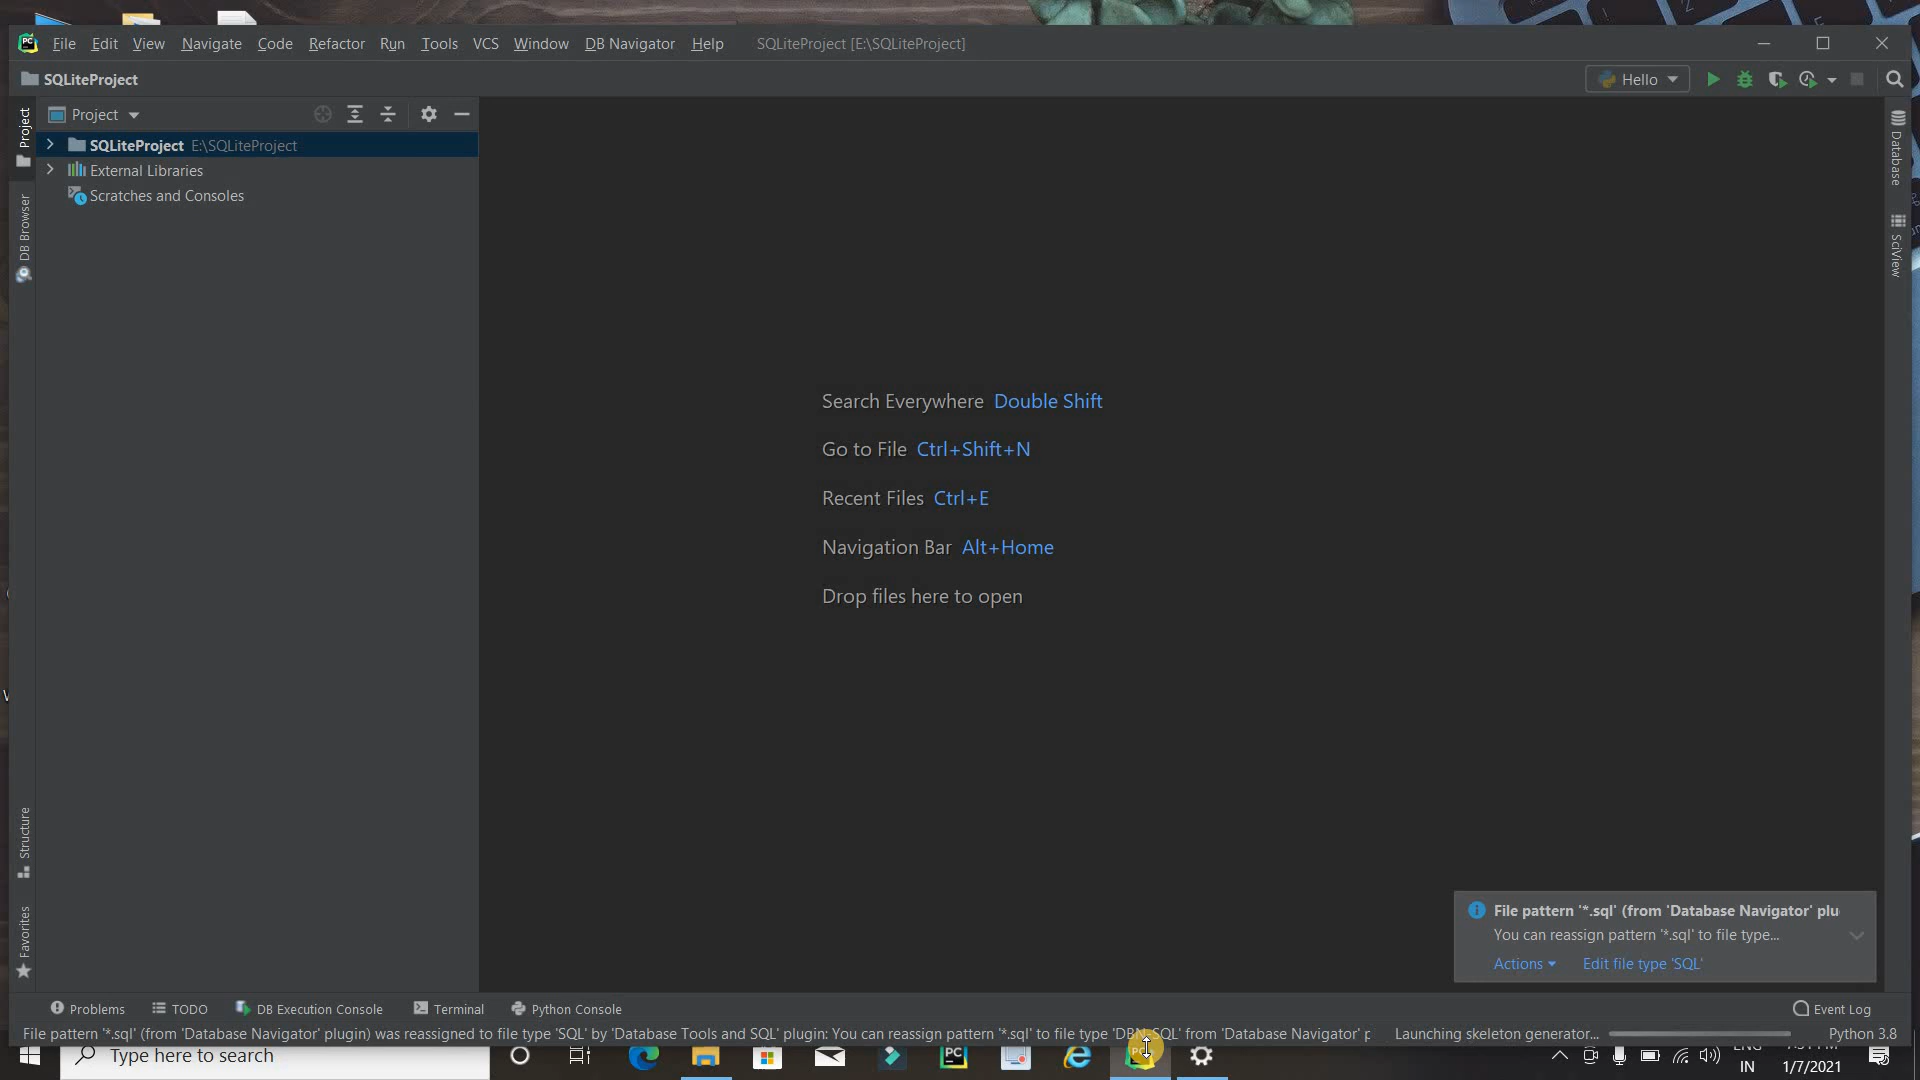 File Edit View Navigate Code Refactor Run Tools VCS Window DB Navigator Help SQLiteProject [E:\SQLiteProject]
SQLiteProject
Hello
Project
SQLiteProject E:\SQLiteProject
External Libraries
Scratches and Consoles
Project
DB Browser
Structure
Favorites
Database
SciView
Search Everywhere Double Shift
Go to File Ctrl+Shift+N
Recent Files Ctrl+E
Navigation Bar Alt+Home
Drop files here to open
File pattern '*.sql' (from 'Database Navigator' plu
You can reassign pattern '*.sql' to file type...
Actions Edit file type 'SQL'
Problems TODO DB Execution Console Terminal Python Console Event Log
File pattern '*.sql' (from 'Database Navigator' plugin) was reassigned to file type 'SQL' by 'Database Tools and SQL' plugin: You can reassign pattern '*.sql' to file type 'DBN-SQL' from 'Database Navigator' p Launching skeleton generator... Python 3.8
Type here to search
ENG
IN
1/7/2021